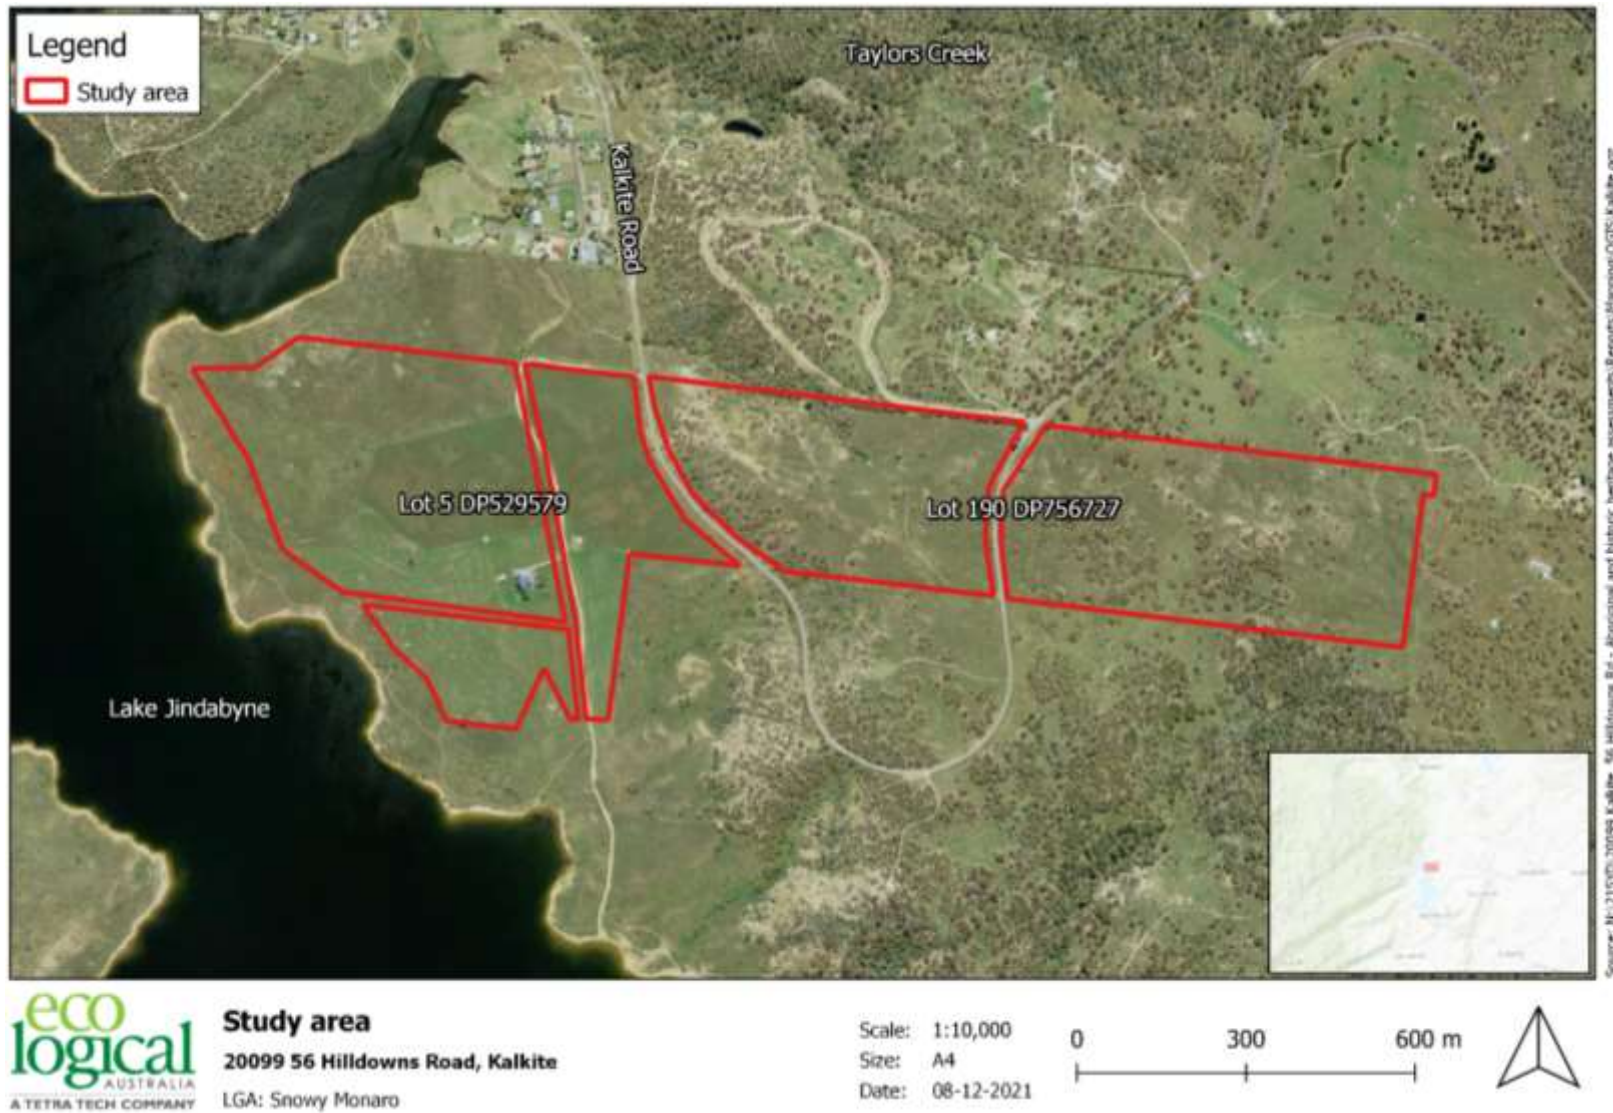 Legend
Study area
Taylors Creek
Kalkite Road
Lot 5 DP529579
Lot 190 DP756727
Lake Jindabyne
eco
logical
AUSTRALIA
A TETRA TECH COMPANY
Study area
20099 56 Hilldowns Road, Kalkite
LGA: Snowy Monaro
Scale: 1:10,000
Size: A4
Date: 08-12-2021
0 300 600 m